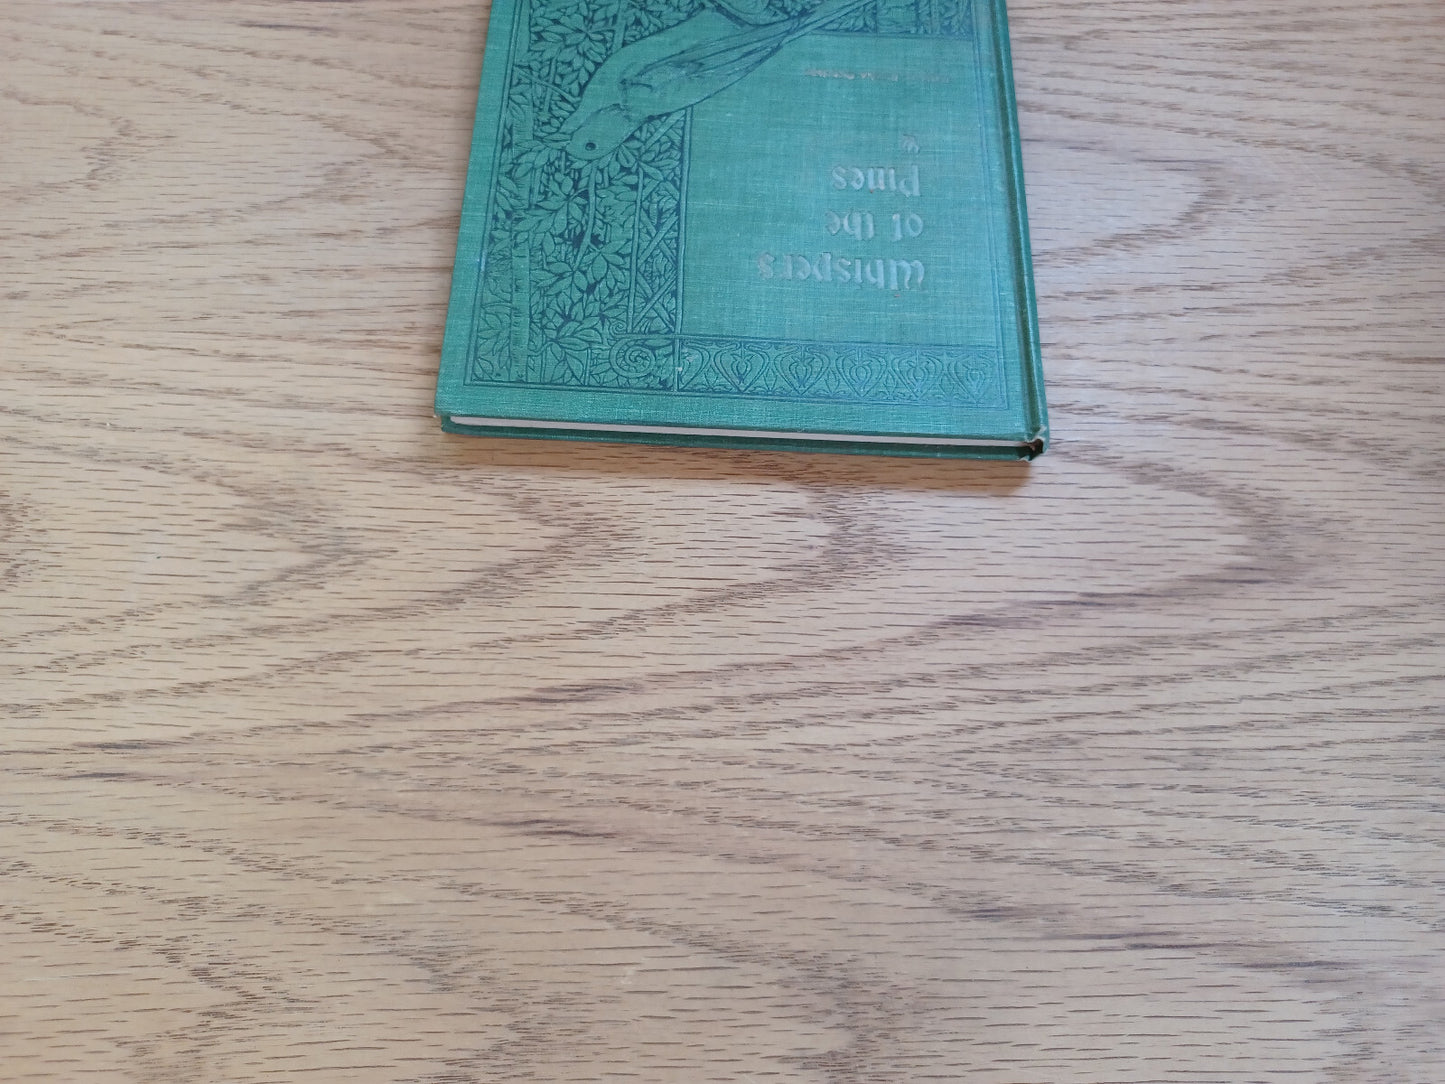 Whispers
of the
Pines